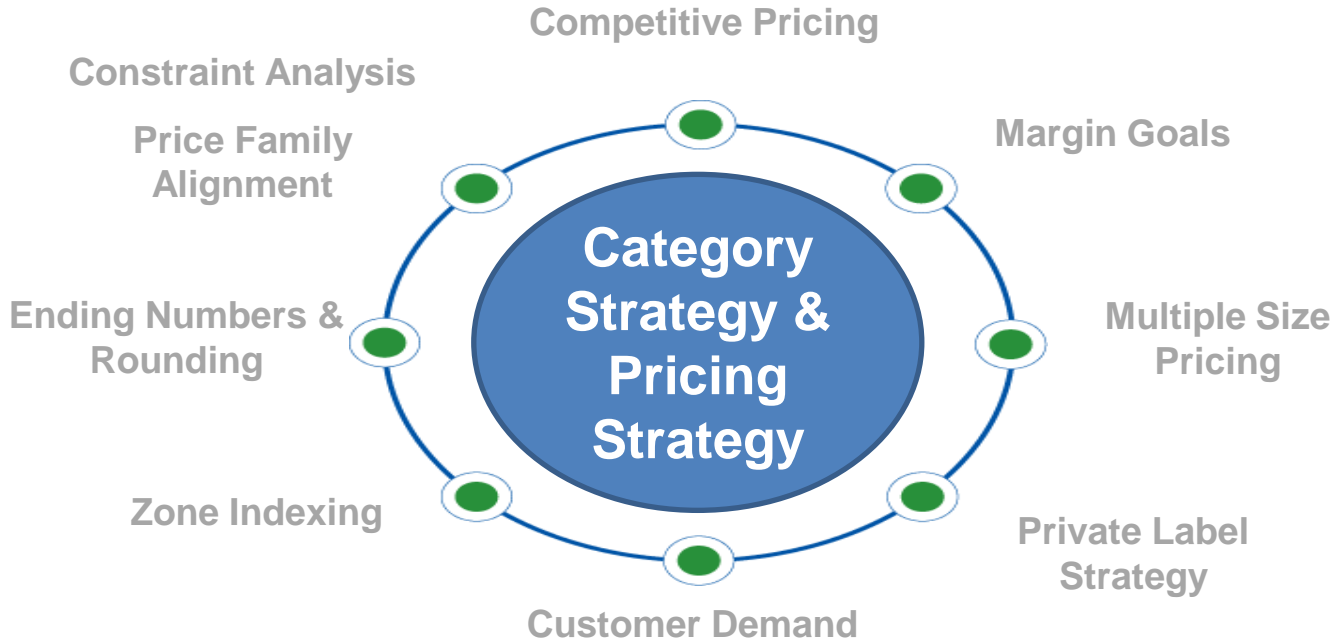 Competitive Pricing
Constraint Analysis
Price Family
Alignment
Margin Goals
Category
Strategy &
Pricing
Strategy
Ending Numbers &
Rounding
Multiple Size
Pricing
Zone Indexing
Private Label
Strategy
Customer Demand